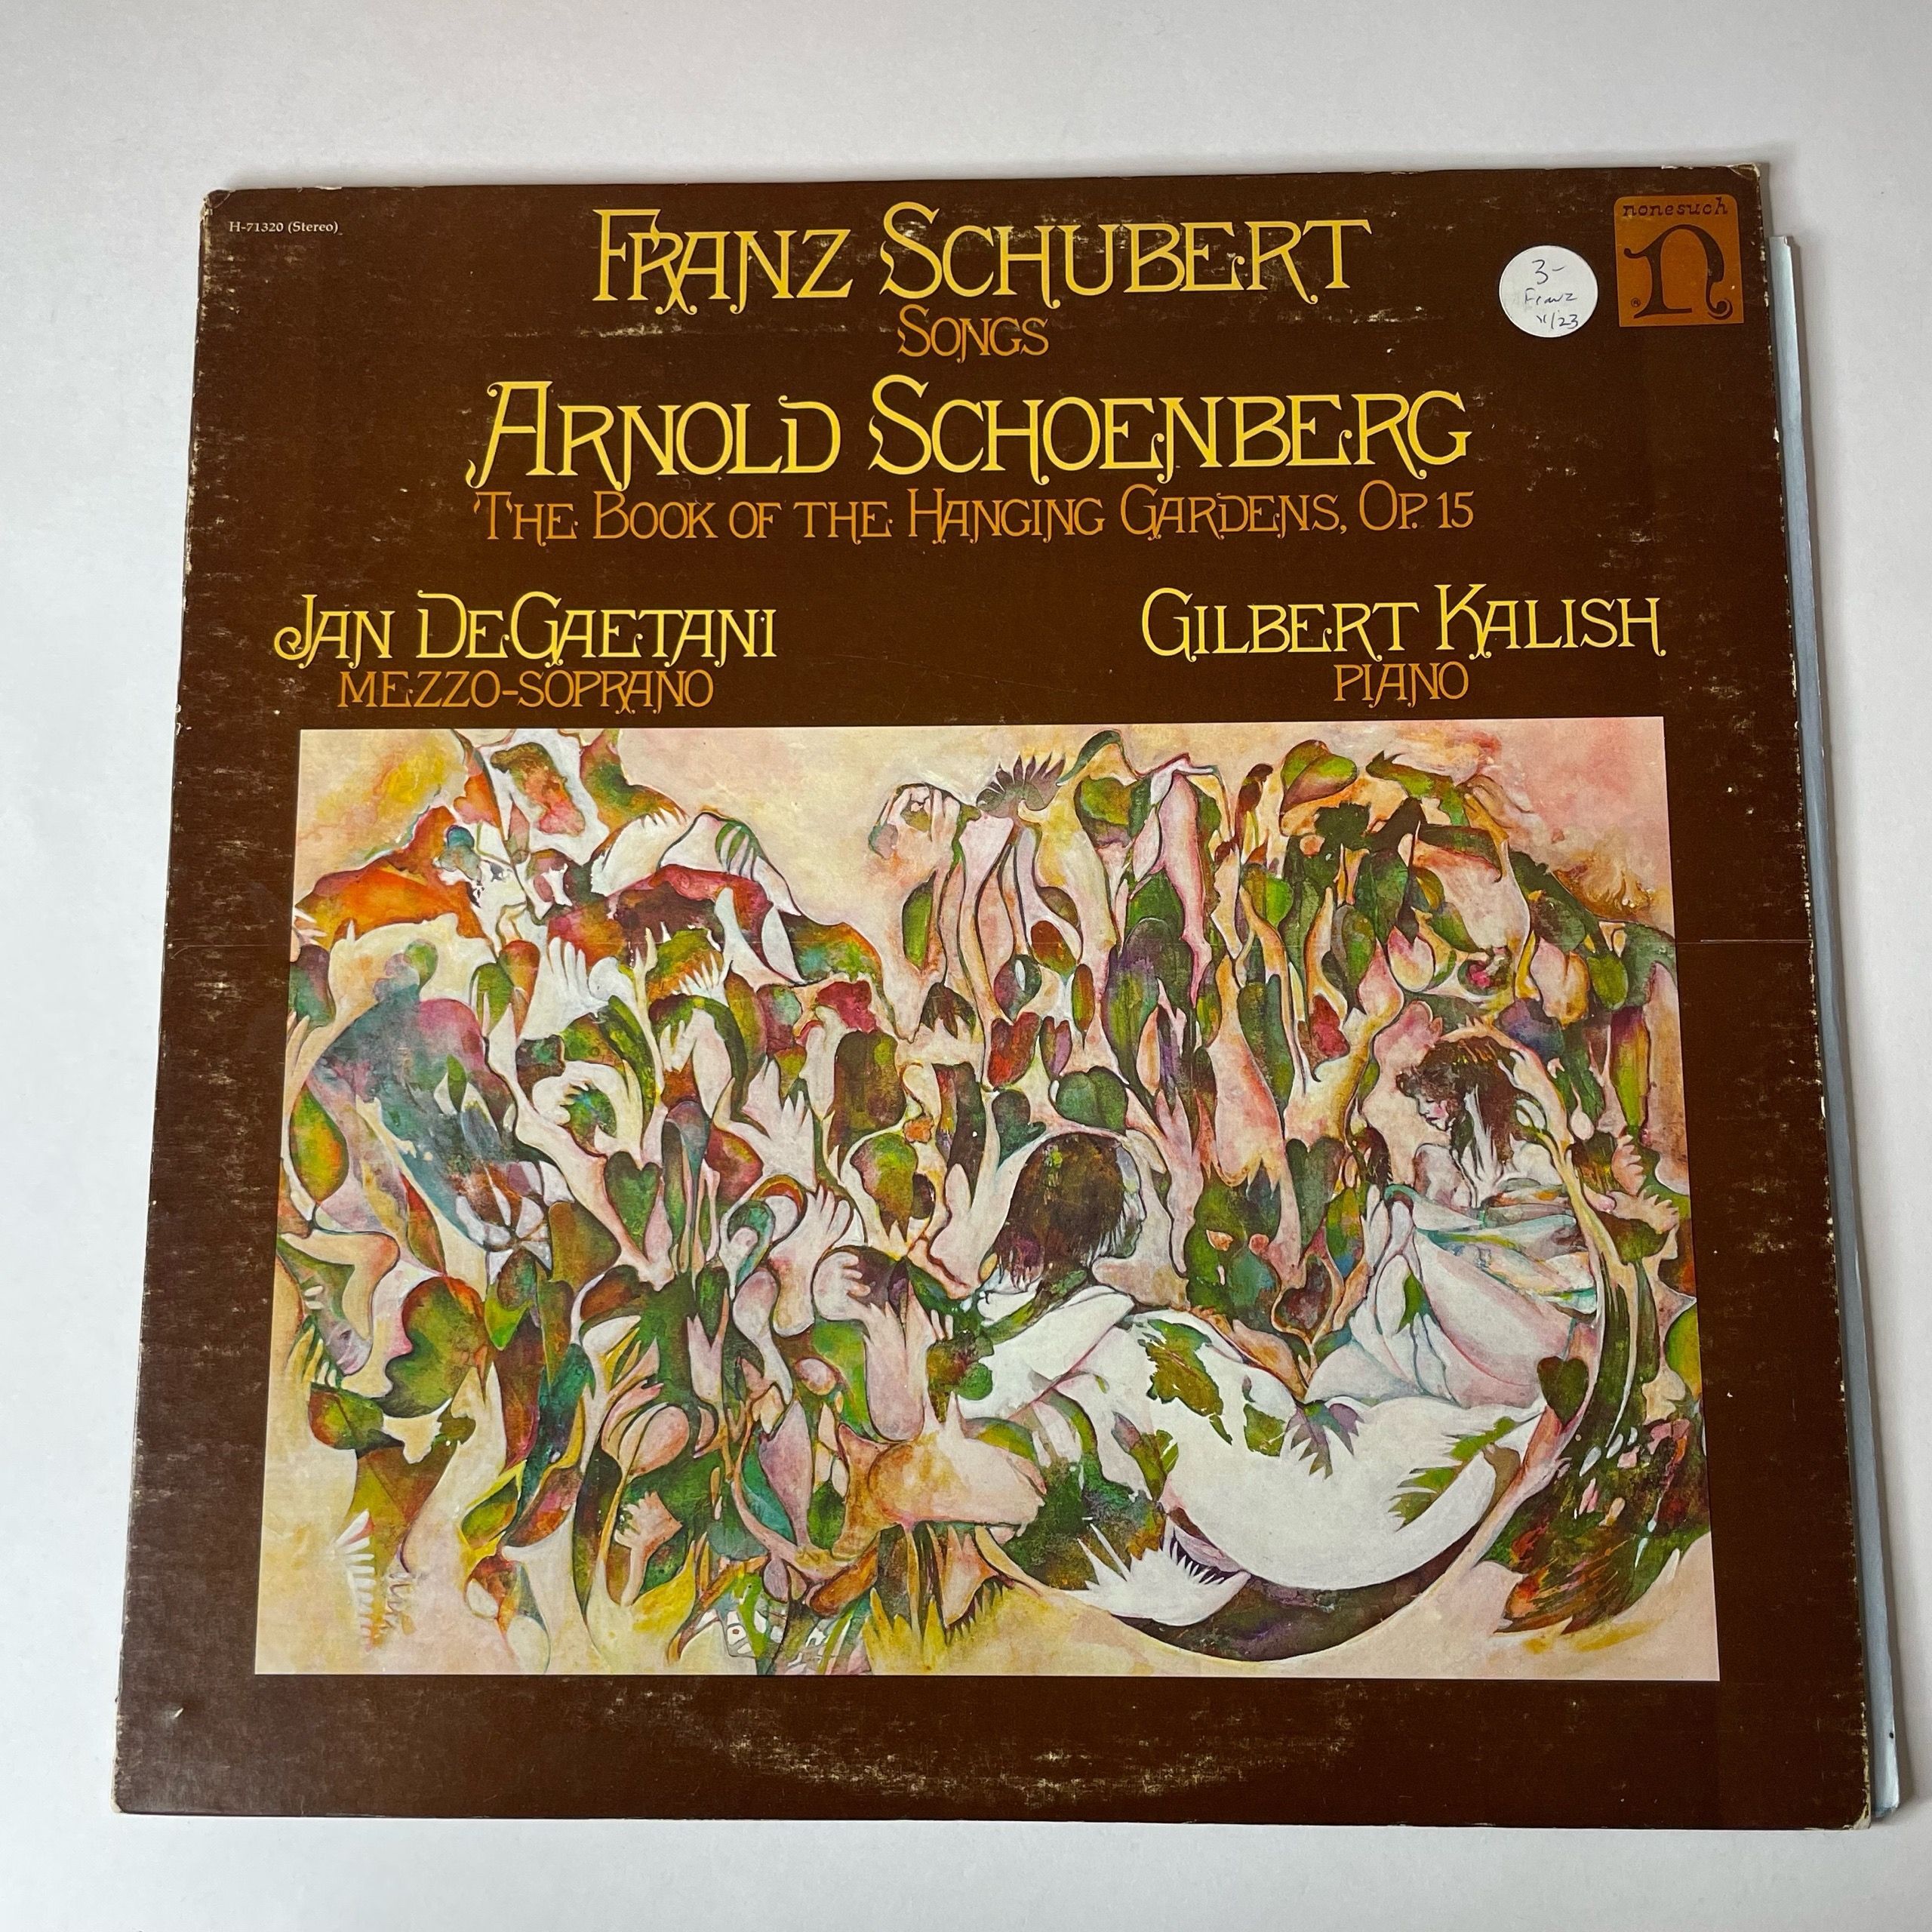 H-71320 (Stereo)
nonesuch
n
®
FRANZ SCHUBERT
SONGS
3-
Franz
ARNOLD SCHOENBERG
THE BOOK OF THE HANGING GARDENS, OP. 15
JAN DEGAETANI
MEZZO-SOPRANO
GILBERT KALISH
PIANO